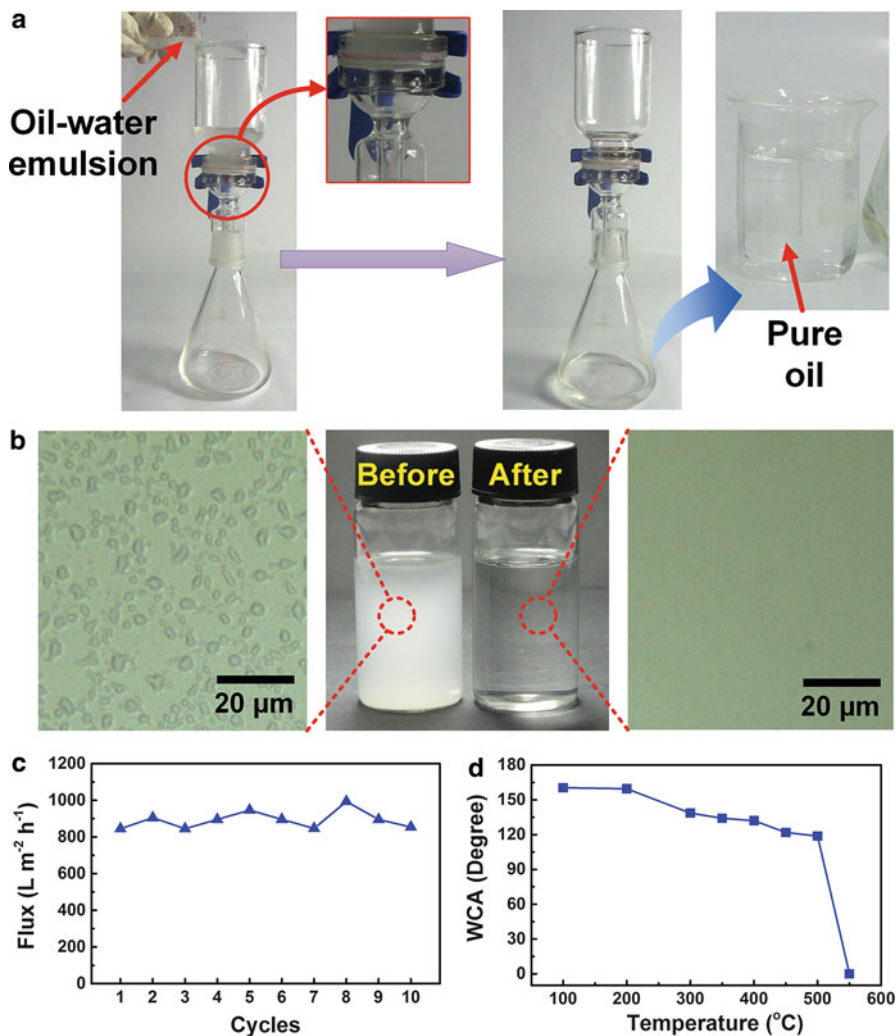 a
Oil-water
emulsion
Pure
oil
b
Before
After
20 µm
20 µm
c
1200
1000
800
600
400
200
0
Flux (L m⁻² h⁻¹)
1 2 3 4 5 6 7 8 9 10
Cycles
d
180
150
120
90
60
30
0
WCA (Degree)
100 200 300 400 500 600
Temperature (°C)